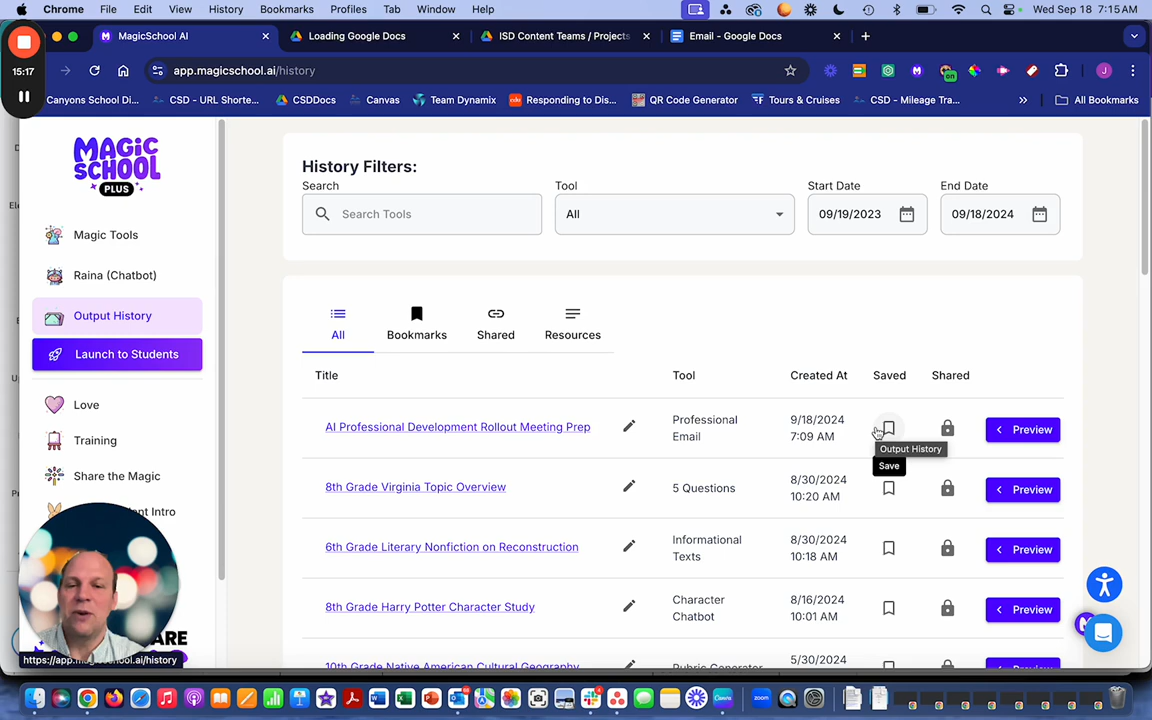 Chrome File Edit View History Bookmarks Profiles Tab Window Help
Wed Sep 18 7:15 AM
15:17
MagicSchool AI
Loading Google Docs
ISD Content Teams / Projects
Email - Google Docs
app.magicschool.ai/history
Canyons School Di...
CSD - URL Shorte...
CSDDocs
Canvas
Team Dynamix
Responding to Dis...
QR Code Generator
Tours & Cruises
CSD - Mileage Tra...
»
All Bookmarks
MAGIC
SCHOOL
PLUS
Magic Tools
Raina (Chatbot)
Output History
Launch to Students
Love
Training
Share the Magic
nt Intro
History Filters:
Search
Tool
Start Date
End Date
Search Tools
All
09/19/2023
09/18/2024
All
Bookmarks
Shared
Resources
Title
Tool
Created At
Saved
Shared
AI Professional Development Rollout Meeting Prep
Professional
Email
9/18/2024
7:09 AM
Preview
Output History
Save
8th Grade Virginia Topic Overview
5 Questions
8/30/2024
10:20 AM
Preview
6th Grade Literary Nonfiction on Reconstruction
Informational
Texts
8/30/2024
10:18 AM
Preview
8th Grade Harry Potter Character Study
Character
Chatbot
8/16/2024
10:01 AM
Preview
10th Grade Native American Cultural Geography
Rubric Generator
5/30/2024
Preview
https://app.magicschool.ai/history